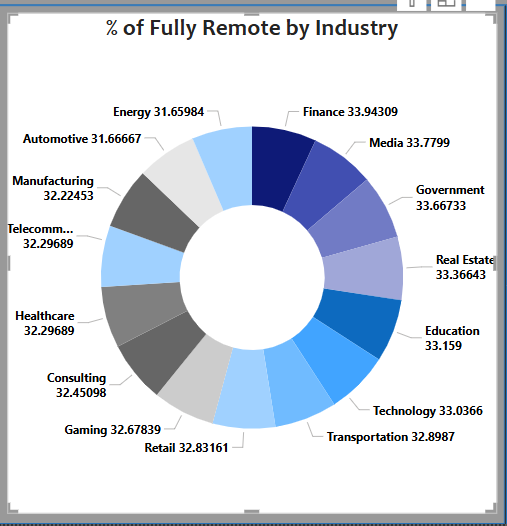 % of Fully Remote by Industry
Energy 31.65984
Finance 33.94309
Automotive 31.66667
Media 33.7799
Manufacturing
32.22453
Government
33.66733
Telecomm...
32.29689
Real Estate
33.36643
Healthcare
32.29689
Education
33.159
Consulting
32.45098
Technology 33.0366
Gaming 32.67839
Transportation 32.8987
Retail 32.83161